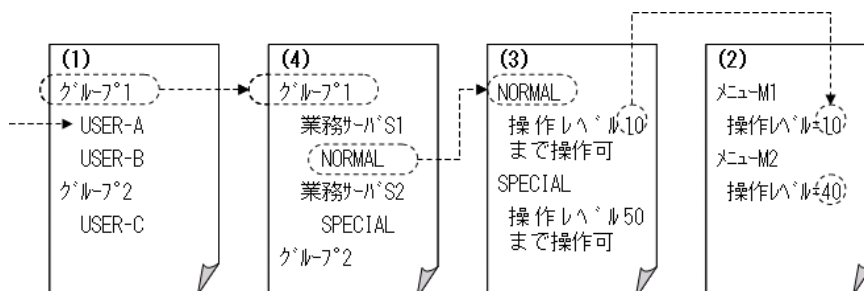 (1)
グループ1
USER-A
USER-B
グループ2
USER-C
(4)
グループ1
業務サーバS1
NORMAL
業務サーバS2
SPECIAL
グループ2
(3)
NORMAL
操作レベル10
まで操作可
SPECIAL
操作レベル50
まで操作可
(2)
メニューM1
操作レベル=10
メニューM2
操作レベル=40